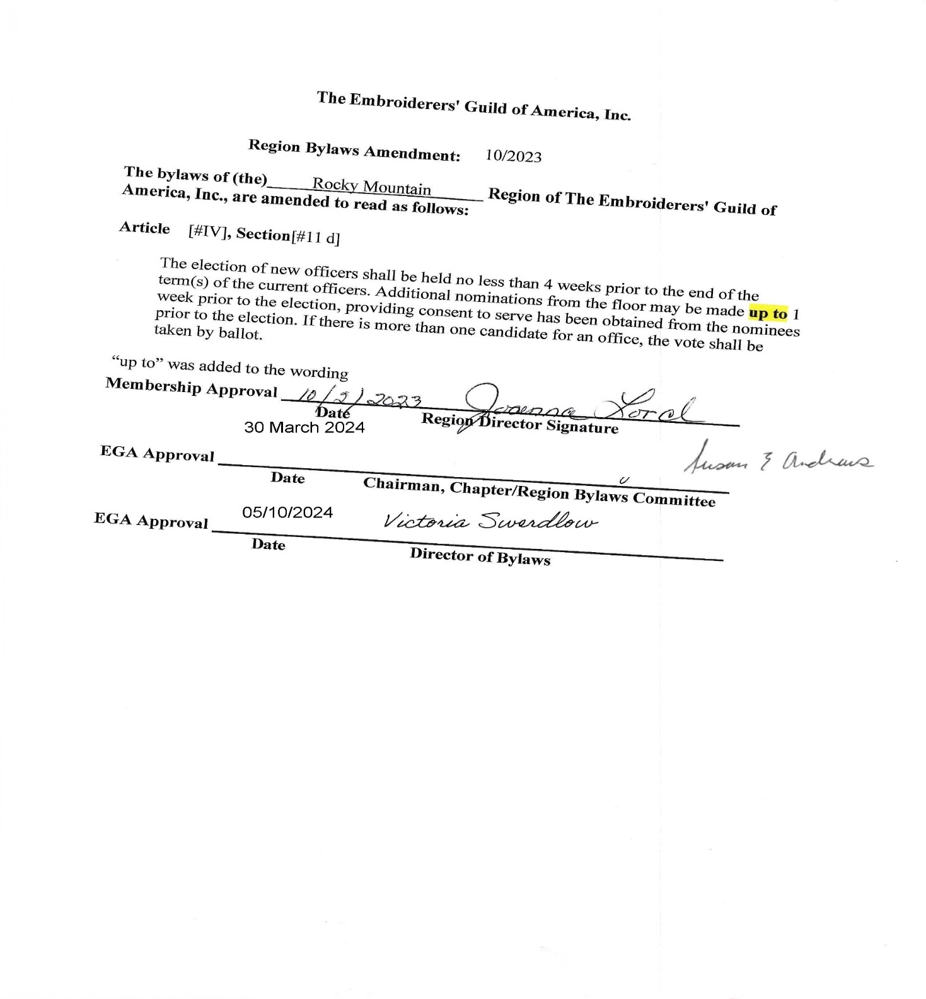 The Embroiderers' Guild of America, Inc.
Region Bylaws Amendment: 10/2023
The bylaws of (the) Rocky Mountain Region of The Embroiderers' Guild of
America, Inc., are amended to read as follows:
Article [#IV], Section[#11 d]
The election of new officers shall be held no less than 4 weeks prior to the end of the
term(s) of the current officers. Additional nominations from the floor may be made up to 1
week prior to the election, providing consent to serve has been obtained from the nominees
prior to the election. If there is more than one candidate for an office, the vote shall be
taken by ballot.
“up to” was added to the wording
Membership Approval 10/2/2023 Joanna Loral
Date Region Director Signature
30 March 2024
Susan E Andrews
EGA Approval
Date Chairman, Chapter/Region Bylaws Committee
05/10/2024 Victoria Swerdlow
EGA Approval
Date Director of Bylaws